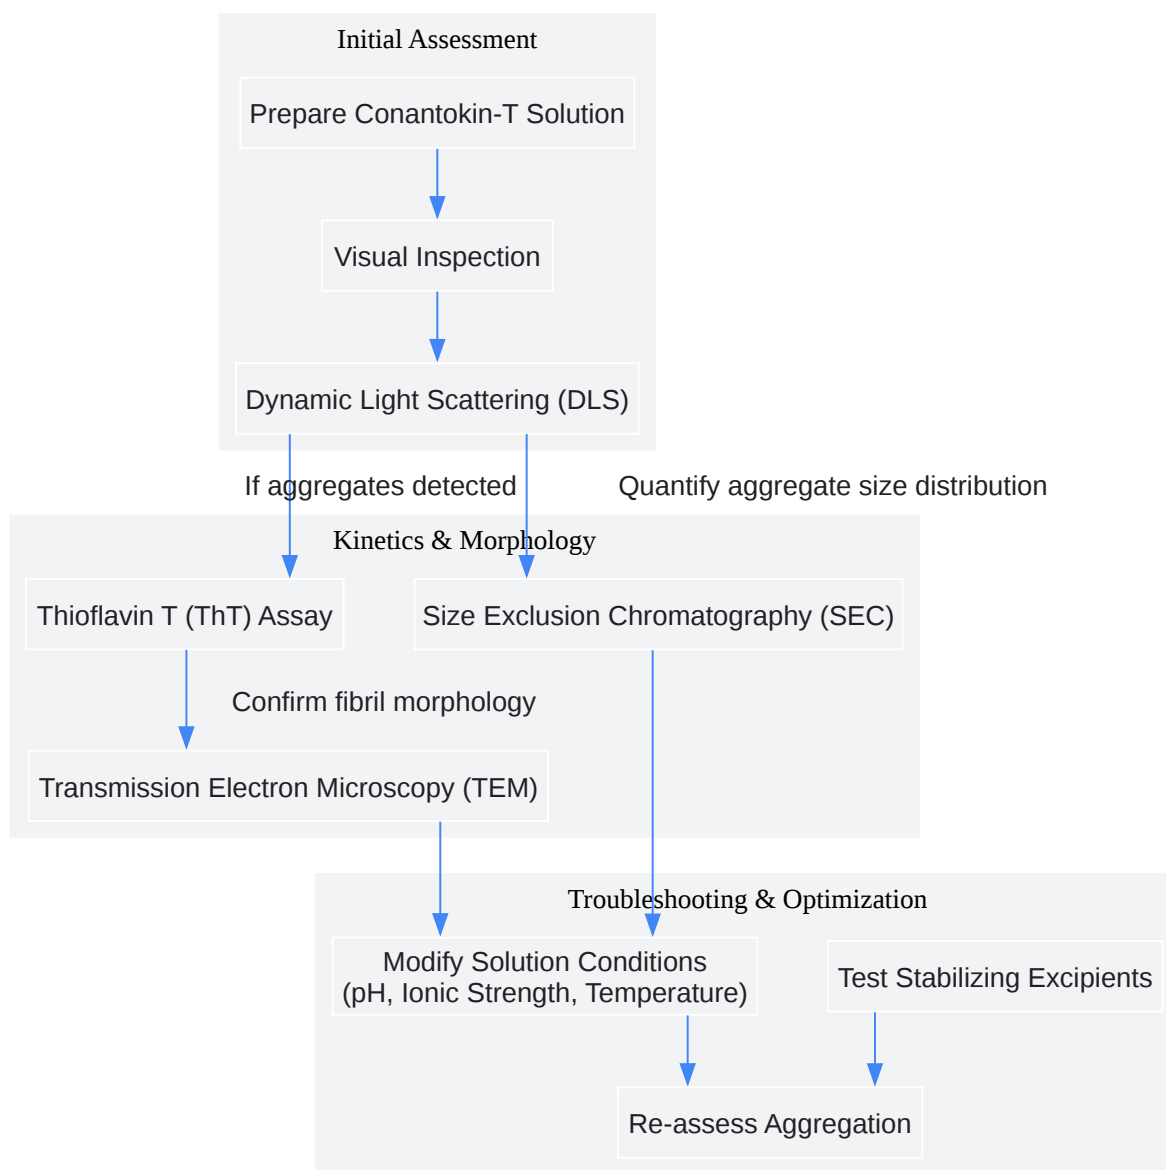 Initial Assessment
Prepare Conantokin-T Solution
Visual Inspection
Dynamic Light Scattering (DLS)
If aggregates detected
Quantify aggregate size distribution
Kinetics & Morphology
Thioflavin T (ThT) Assay
Size Exclusion Chromatography (SEC)
Confirm fibril morphology
Transmission Electron Microscopy (TEM)
Troubleshooting & Optimization
Modify Solution Conditions
(pH, Ionic Strength, Temperature)
Test Stabilizing Excipients
Re-assess Aggregation